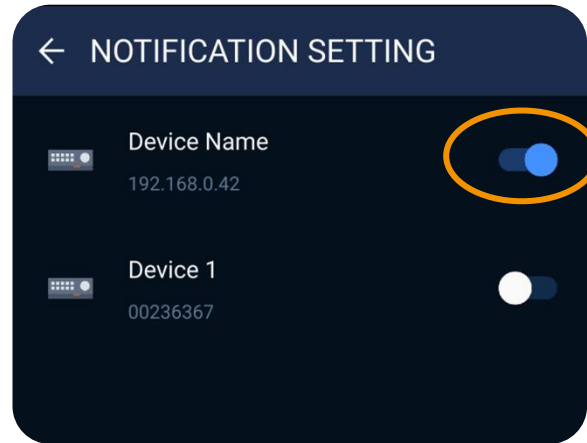 NOTIFICATION SETTING
Device Name
192.168.0.42
Device 1
00236367